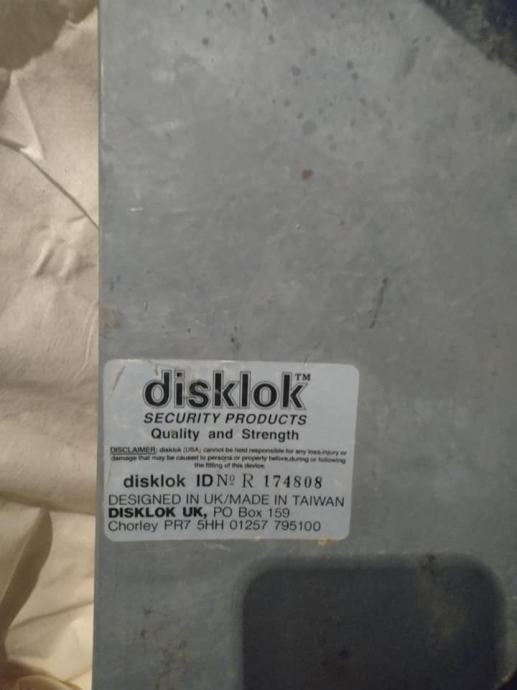 disklok™
SECURITY PRODUCTS
Quality and Strength
DISCLAIMER: disklok (USA) cannot be held responsible for any loss,injury or
damage that may be caused to persons or property before,during or following
the fitting of this device.
disklok ID Nº R 174808
DESIGNED IN UK/MADE IN TAIWAN
DISKLOK UK, PO Box 159
Chorley PR7 5HH 01257 795100